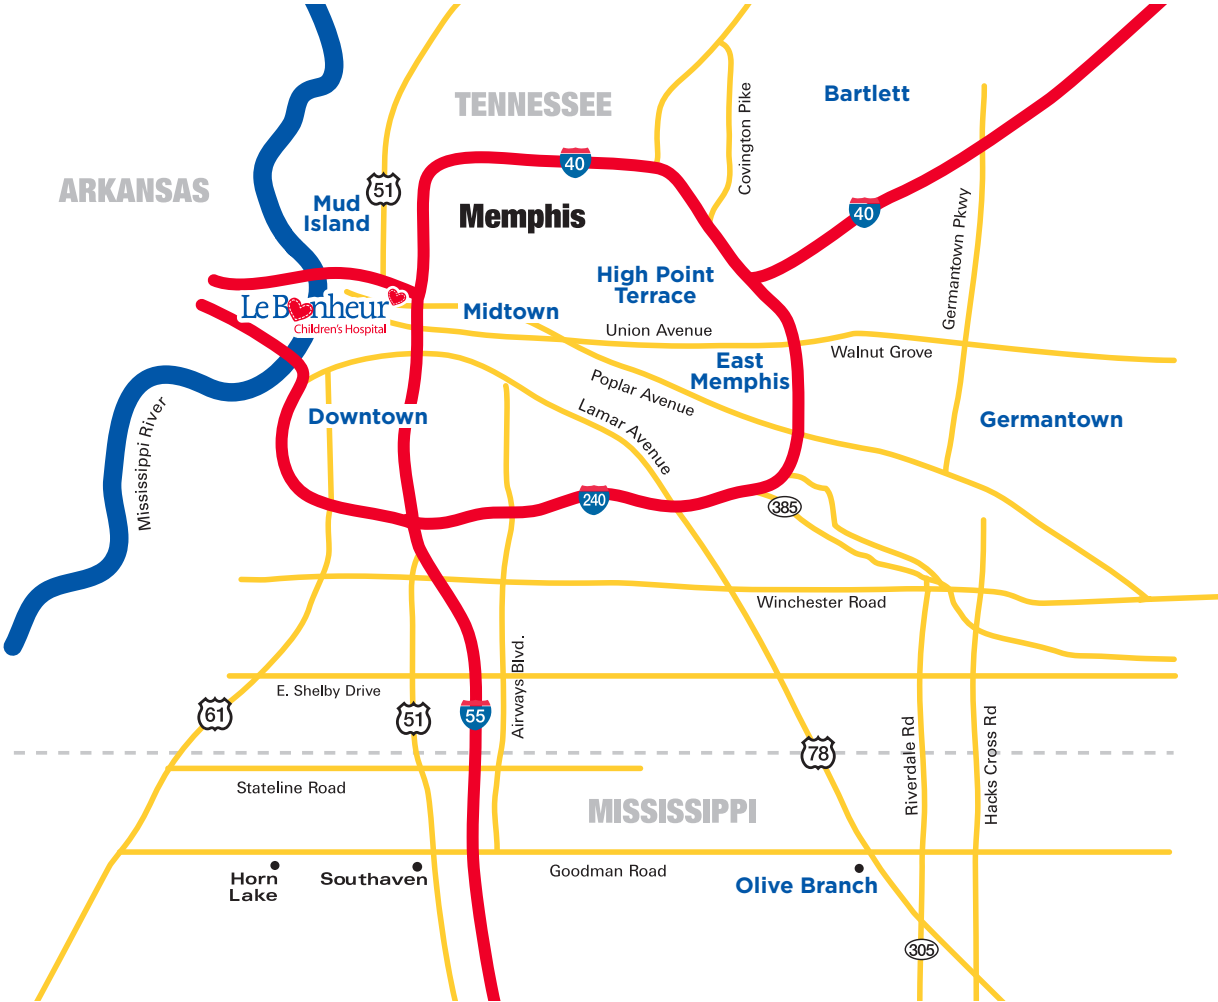 Bartlett
TENNESSEE
Covington Pike
40
ARKANSAS
51
Mud
Island
Memphis
40
Germantown Pkwy
High Point
Terrace
Le Bonheur
Children's Hospital
Midtown
Union Avenue
Walnut Grove
East
Memphis
Poplar Avenue
Lamar Avenue
Downtown
Germantown
Mississippi River
240
385
Winchester Road
Airways Blvd.
E. Shelby Drive
61
51
55
78
Riverdale Rd
Hacks Cross Rd
Stateline Road
MISSISSIPPI
Goodman Road
Horn
Lake
Southaven
Olive Branch
305